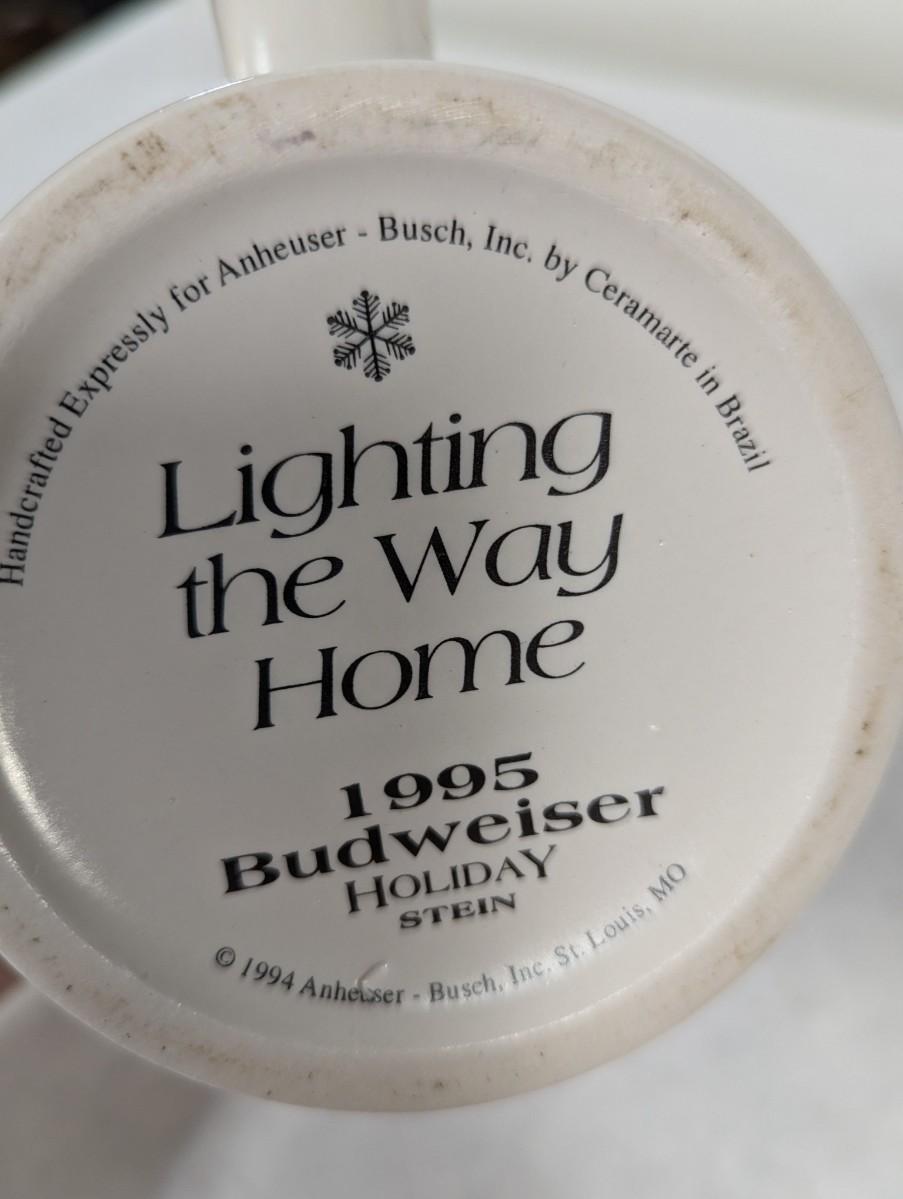 Handcrafted Expressly for Anheuser - Busch, Inc. by Ceramarte in Brazil
Lighting
the Way
Home
1995
Budweiser
HOLIDAY
STEIN
© 1994 Anheuser - Busch, Inc. St. Louis, MO